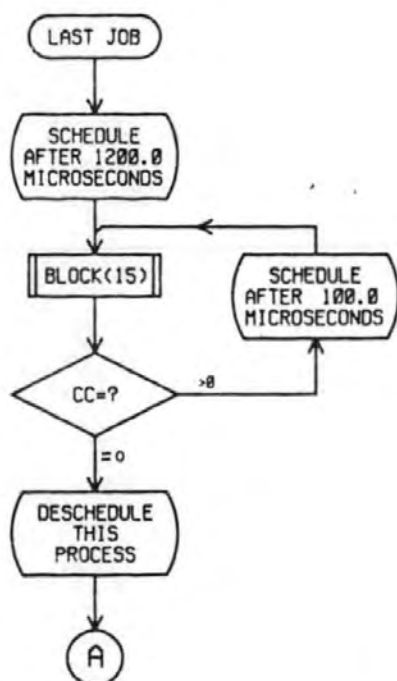 LAST JOB
SCHEDULE
AFTER 1200.0
MICROSECONDS
BLOCK(15)
SCHEDULE
AFTER 100.0
MICROSECONDS
CC=?
>0
=0
DESCHEDULE
THIS
PROCESS
A